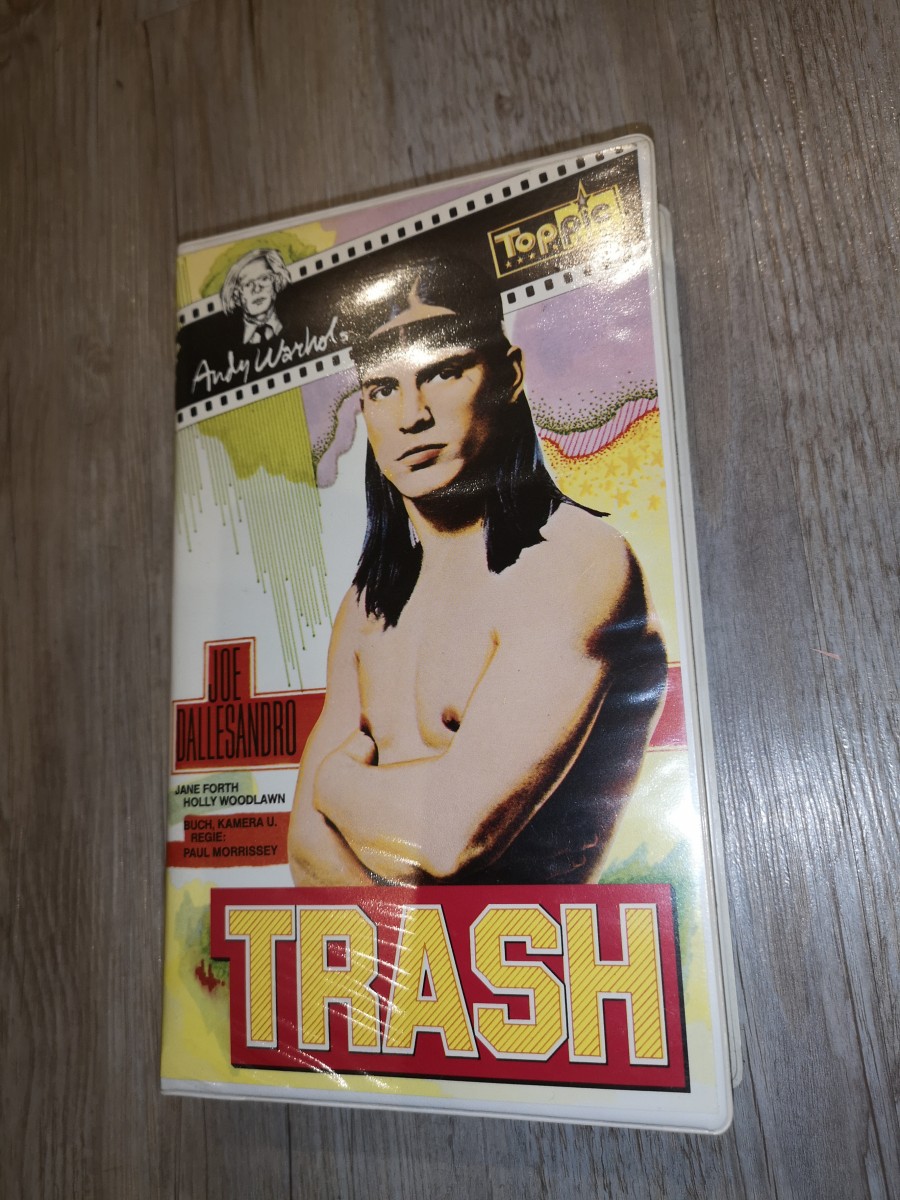 Toppic
Andy Warhol's
JOE
DALLESANDRO
JANE FORTH
HOLLY WOODLAWN
BUCH, KAMERA U.
REGIE:
PAUL MORRISSEY
TRASH